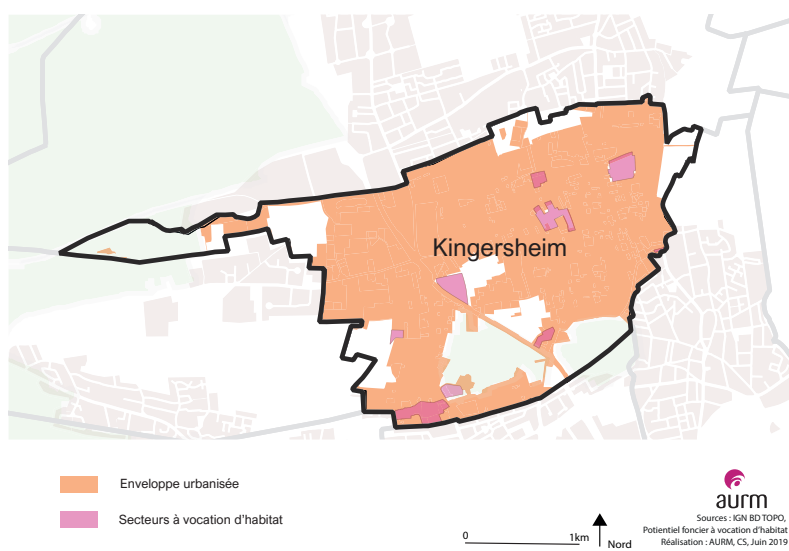 Kingersheim
Enveloppe urbanisée
Secteurs à vocation d'habitat
0 1km
Nord
aurm
Sources : IGN BD TOPO,
Potientiel foncier à vocation d'habitat
Réalisation : AURM, CS, Juin 2019